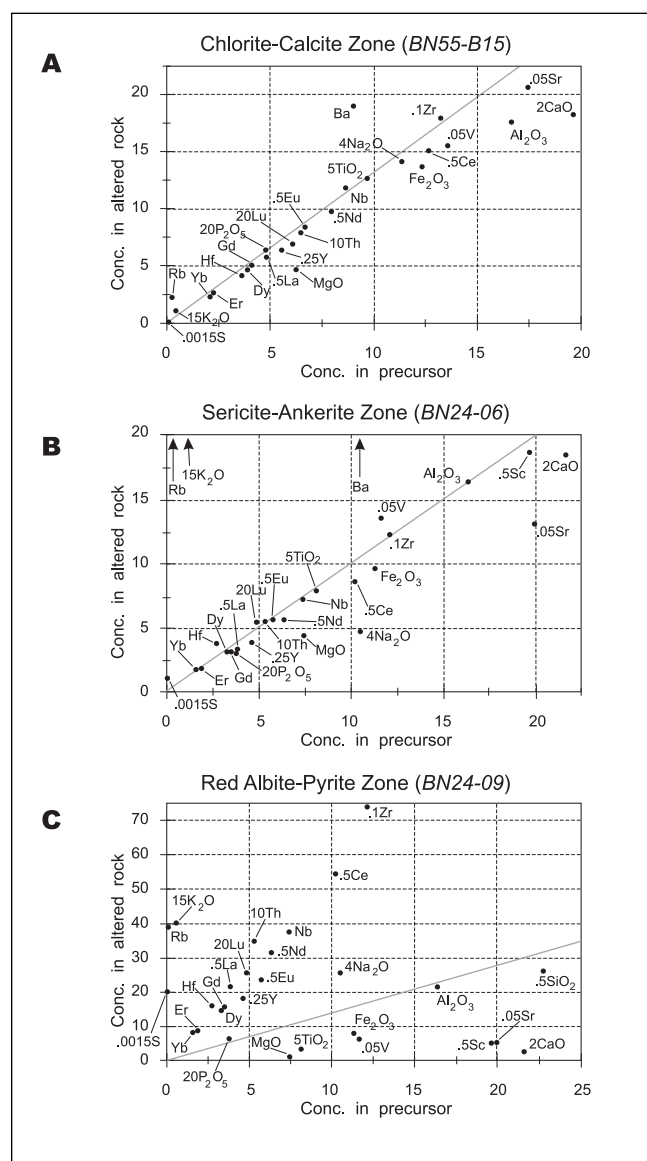 A
Chlorite-Calcite Zone (BN55-B15)
Conc. in altered rock
20
15
10
5
0
.05Sr
2CaO
Ba
.1Zr
Al₂O₃
4Na₂O
.05V
5TiO₂
.5Ce
Fe₂O₃
.5Eu
Nb
20Lu
.5Nd
20P₂O₅
10Th
Gd
.25Y
Hf
Rb
Yb
Dy
.5La
MgO
Er
15K₂O
.0015S
0
5
10
15
20
Conc. in precursor
B
Sericite-Ankerite Zone (BN24-06)
Conc. in altered rock
20
15
10
5
0
15K₂O
Rb
Ba
Al₂O₃
.5Sc
2CaO
.05V
.05Sr
.1Zr
5TiO₂
.5Eu
Fe₂O₃
20Lu
Nb
.5La
.5Ce
Dy
.5Nd
Hf
10Th
MgO
4Na₂O
Yb
.25Y
Er
Gd
20P₂O₅
.0015S
0
5
10
15
20
Conc. in precursor
C
Red Albite-Pyrite Zone (BN24-09)
Conc. in altered rock
70
60
50
40
30
20
10
0
.1Zr
.5Ce
15K₂O
10Th
Nb
Rb
20Lu
.5Nd
4Na₂O
.5La
.5Eu
.5SiO₂
Hf
Gd
.25Y
Al₂O₃
Er
Dy
Fe₂O₃
.05Sr
.0015S
Yb
MgO
5TiO₂
.05V
.5Sc
2CaO
20P₂O₅
0
5
10
15
20
25
Conc. in precursor